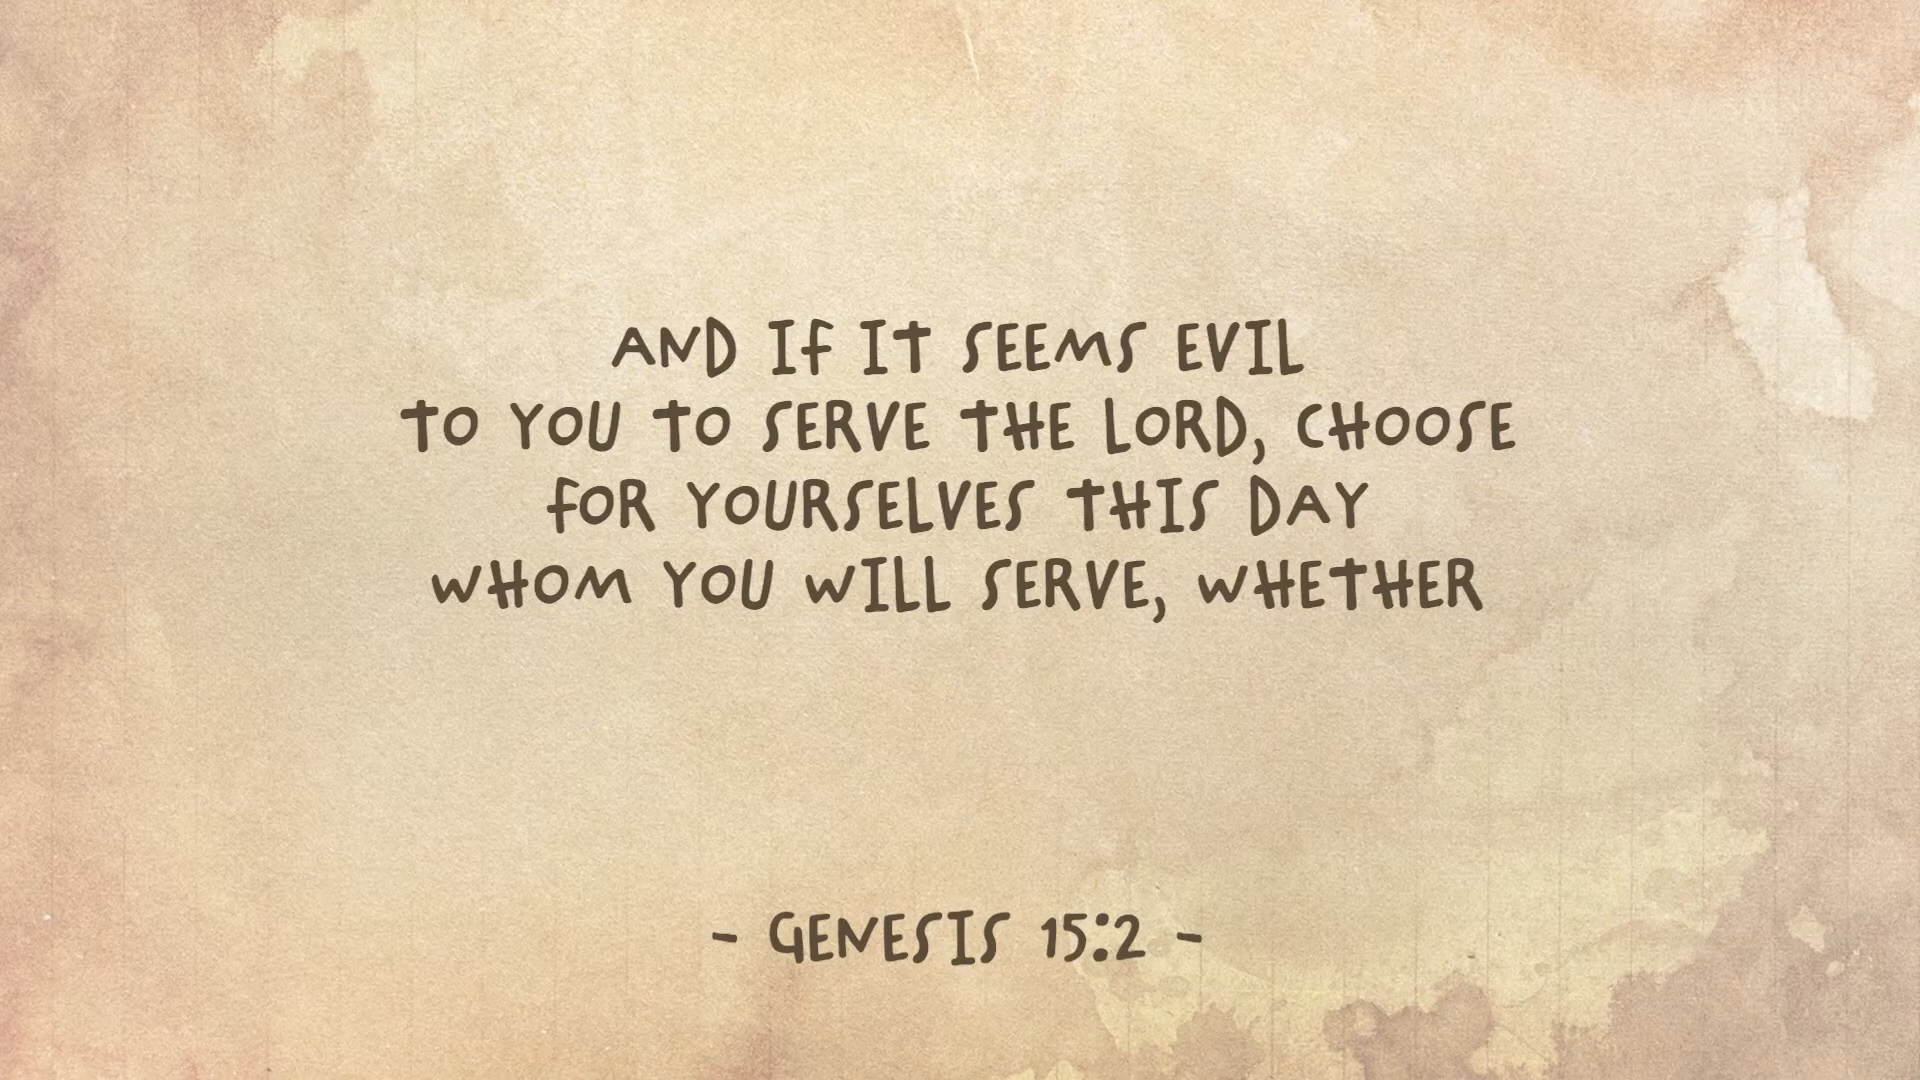 AND IF IT SEEMS EVIL
TO YOU TO SERVE THE LORD, CHOOSE
FOR YOURSELVES THIS DAY
WHOM YOU WILL SERVE, WHETHER
- GENESIS 15:2 -